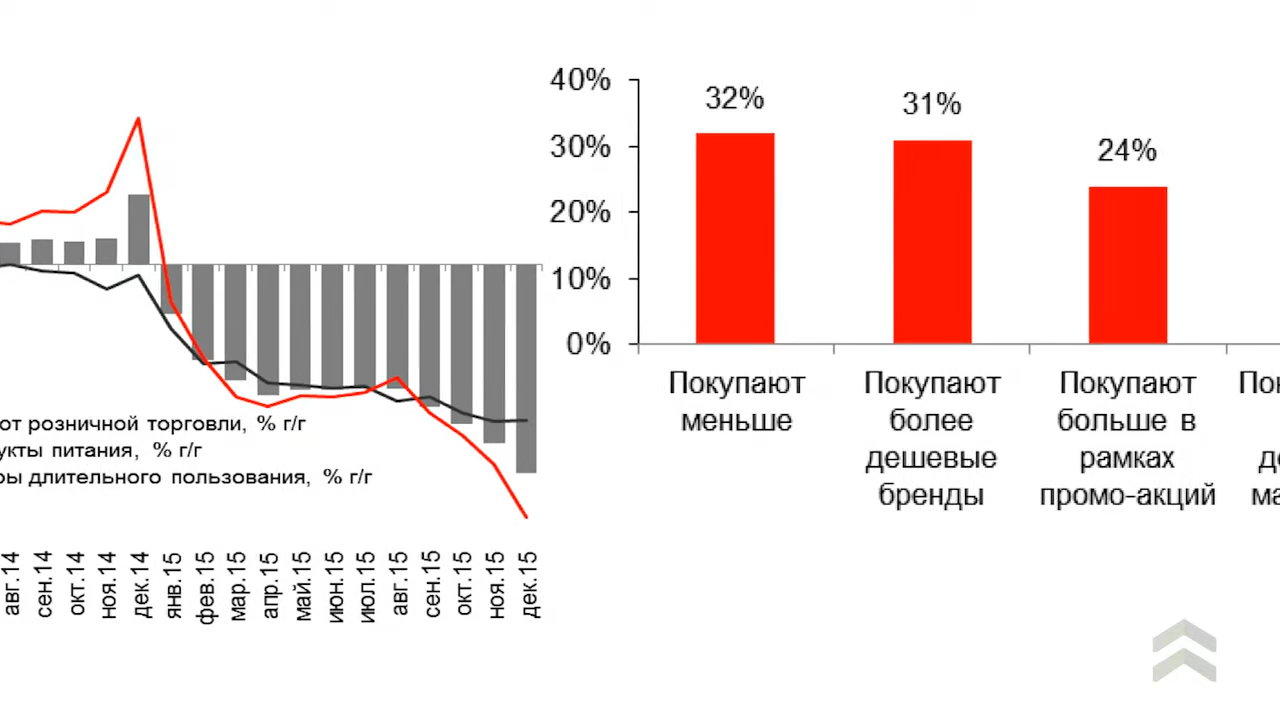 от розничной торговли, % г/г
питания, % г/г
длительного пользования, % г/г
авг.14
сен.14
окт.14
ноя.14
дек.14
янв.15
фев.15
мар.15
апр.15
май.15
июн.15
июл.15
авг.15
сен.15
окт.15
ноя.15
дек.15
40%
30%
20%
10%
0%
32%
31%
24%
Покупают
меньше
Покупают
более
дешевые
бренды
Покупают
больше в
рамках
промо-акций